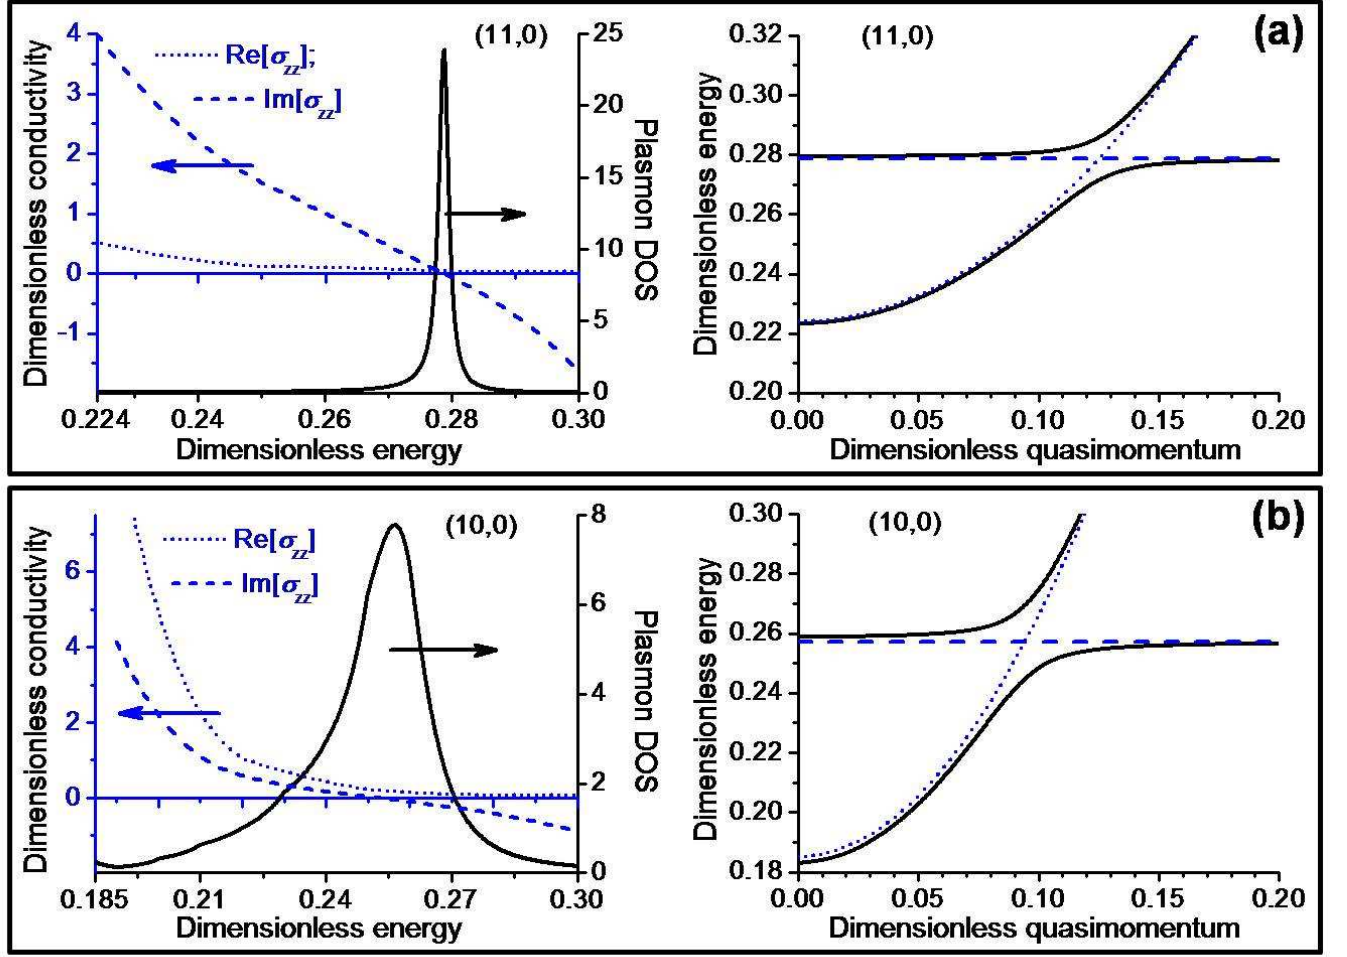 (a)
(11,0)
Re[σzz];
Im[σzz]
4
3
2
1
0
-1
Dimensionless conductivity
25
20
15
10
5
0
Plasmon DOS
0.224 0.24 0.26 0.28 0.30
Dimensionless energy
(11,0)
0.32
0.30
0.28
0.26
0.24
0.22
0.20
Dimensionless energy
0.00 0.05 0.10 0.15 0.20
Dimensionless quasimomentum
(b)
(10,0)
Re[σzz]
Im[σzz]
6
4
2
0
Dimensionless conductivity
8
6
4
2
0
Plasmon DOS
0.185 0.21 0.24 0.27 0.30
Dimensionless energy
(10,0)
0.30
0.28
0.26
0.24
0.22
0.20
0.18
Dimensionless energy
0.00 0.05 0.10 0.15 0.20
Dimensionless quasimomentum